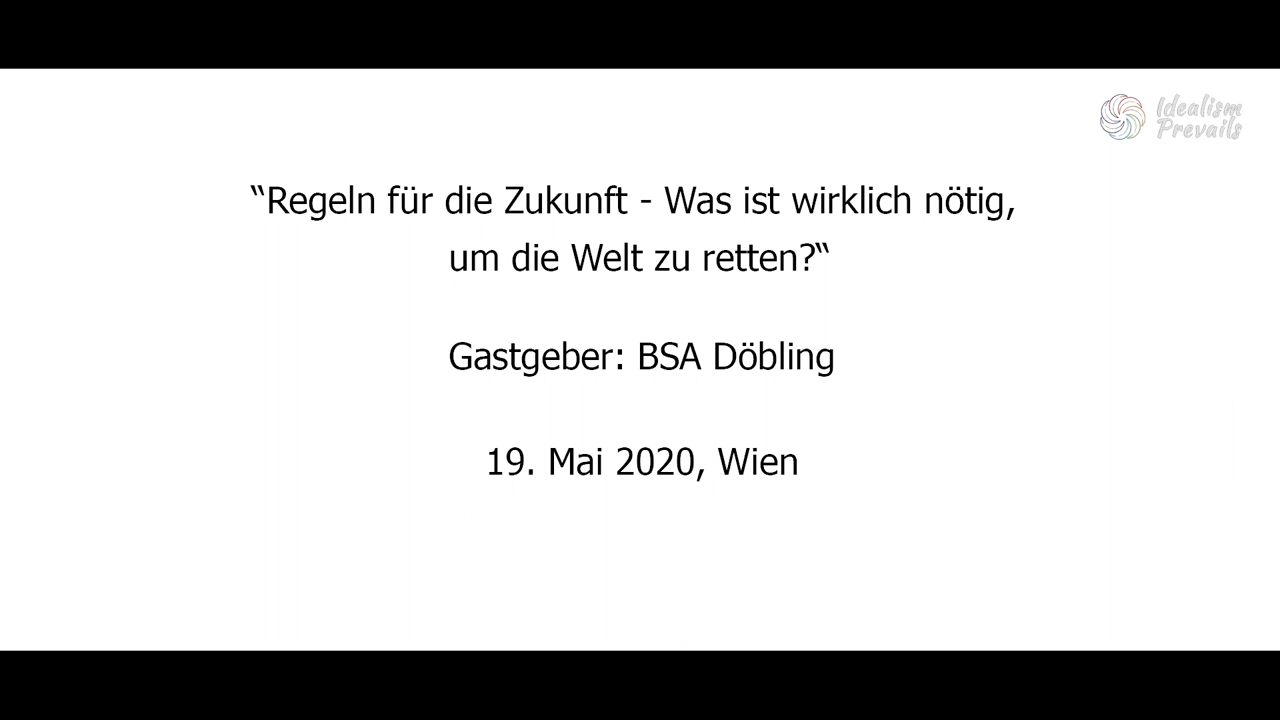 Idealism
Prevails
“Regeln für die Zukunft - Was ist wirklich nötig,
um die Welt zu retten?“
Gastgeber: BSA Döbling
19. Mai 2020, Wien